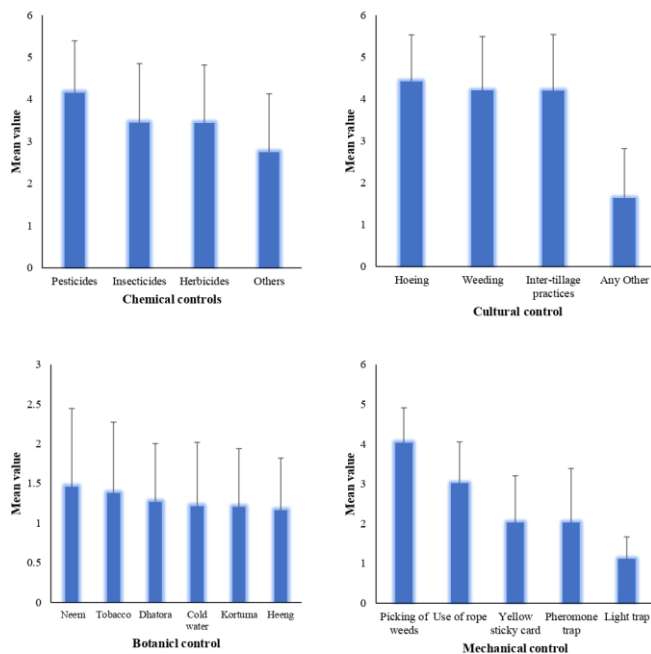 6
5
4
3
2
1
0
Mean value
Pesticides Insecticides Herbicides Others
Chemical controls
6
5
4
3
2
1
0
Mean value
Hoeing Weeding Inter-tillage practices Any Other
Cultural control
3
2.5
2
1.5
1
0.5
0
Mean value
Neem Tobacco Dhatora Cold water Kortuma Heeng
Botanicl control
6
5
4
3
2
1
0
Mean value
Picking of weeds Use of rope Yellow sticky card Pheromone trap Light trap
Mechanical control